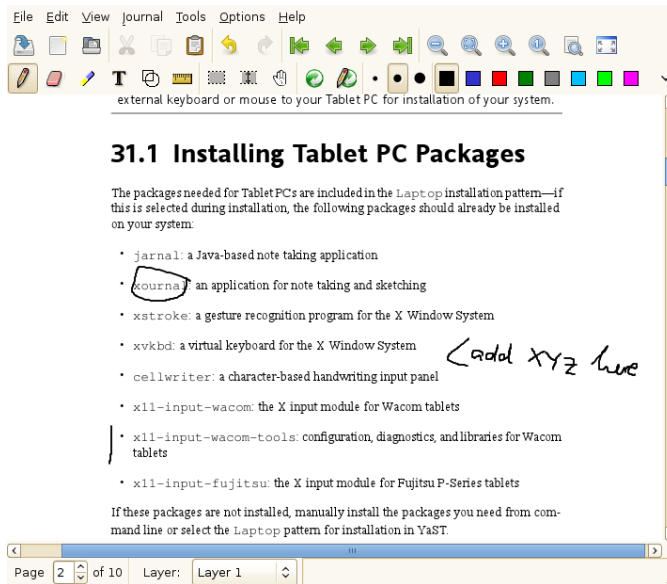 File Edit View Journal Tools Options Help
T
external keyboard or mouse to your Tablet PC for installation of your system.
31.1 Installing Tablet PC Packages
The packages needed for Tablet PCs are included in the Laptop installation pattern—if
this is selected during installation, the following packages should already be installed
on your system:
• jarnal: a Java-based note taking application
• xournal: an application for note taking and sketching
• xstroke: a gesture recognition program for the X Window System
• xvkbd: a virtual keyboard for the X Window System
<add XYZ here
• cellwriter: a character-based handwriting input panel
• x11-input-wacom: the X input module for Wacom tablets
• x11-input-wacom-tools: configuration, diagnostics, and libraries for Wacom
tablets
• x11-input-fujitsu: the X input module for Fujitsu P-Series tablets
If these packages are not installed, manually install the packages you need from com-
mand line or select the Laptop pattern for installation in YaST.
Page 2 of 10 Layer: Layer 1